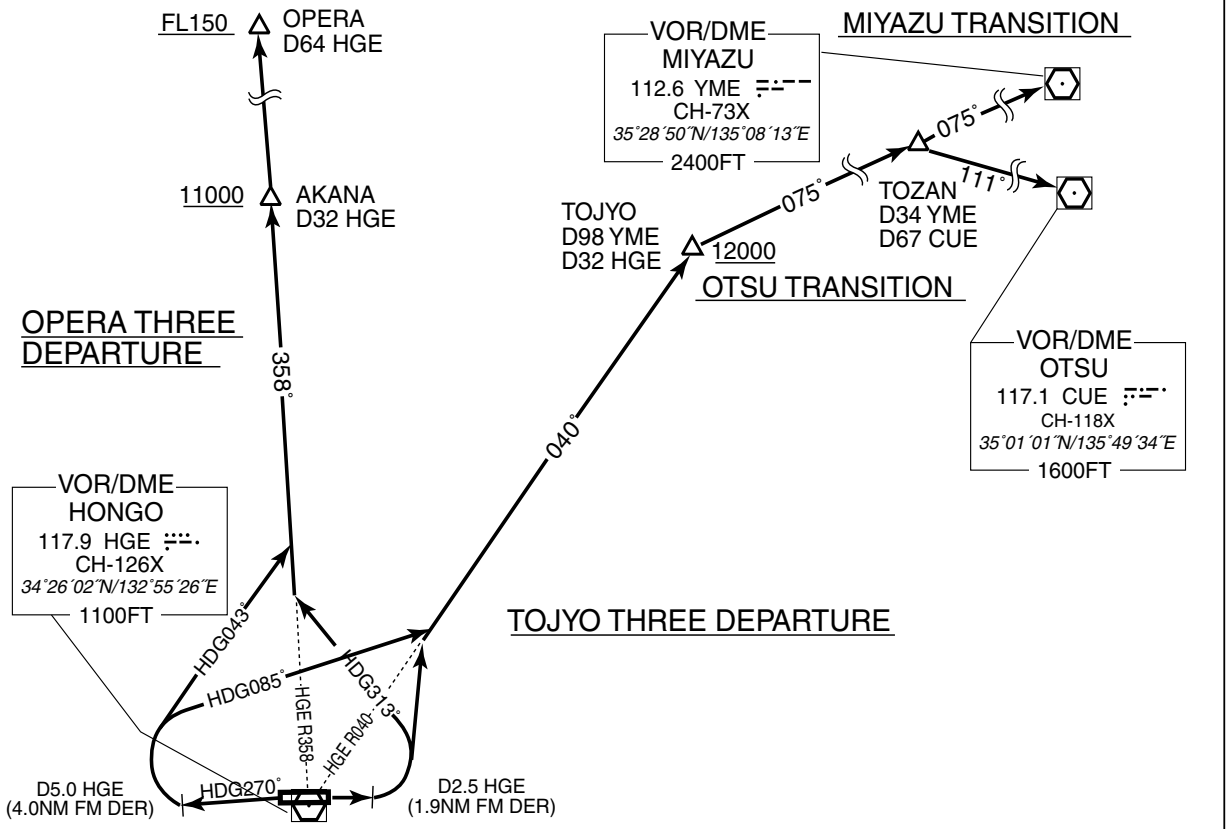 FL150
OPERA
D64 HGE
11000
AKANA
D32 HGE
OPERA THREE
DEPARTURE
358°
VOR/DME
HONGO
117.9 HGE
CH-126X
34°26´02˝N/132°55´26˝E
1100FT
HDG043°
HDG085°
HDG313°
HGE R358
HGE R040
HDG270°
D5.0 HGE
(4.0NM FM DER)
D2.5 HGE
(1.9NM FM DER)
TOJYO THREE DEPARTURE
040°
TOJYO
D98 YME
D32 HGE
12000
OTSU TRANSITION
075°
TOZAN
D34 YME
D67 CUE
075°
111°
MIYAZU TRANSITION
VOR/DME
MIYAZU
112.6 YME
CH-73X
35°28´50˝N/135°08´13˝E
2400FT
VOR/DME
OTSU
117.1 CUE
CH-118X
35°01´01˝N/135°49´34˝E
1600FT